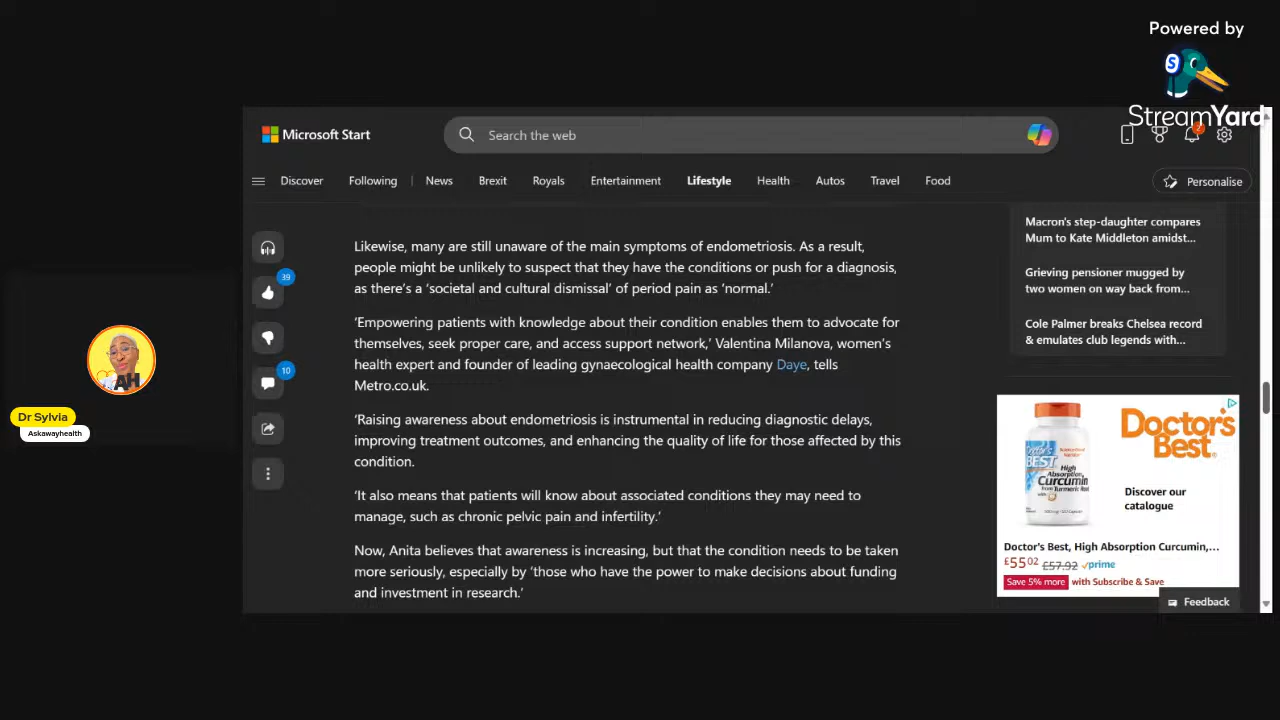 Powered by
StreamYard
Microsoft Start
Search the web
2
Discover
Following
News
Brexit
Royals
Entertainment
Lifestyle
Health
Autos
Travel
Food
Personalise
39
10
Likewise, many are still unaware of the main symptoms of endometriosis. As a result,
people might be unlikely to suspect that they have the conditions or push for a diagnosis,
as there's a ‘societal and cultural dismissal’ of period pain as ‘normal.’
‘Empowering patients with knowledge about their condition enables them to advocate for
themselves, seek proper care, and access support network,’ Valentina Milanova, women's
health expert and founder of leading gynaecological health company Daye, tells
Metro.co.uk.
‘Raising awareness about endometriosis is instrumental in reducing diagnostic delays,
improving treatment outcomes, and enhancing the quality of life for those affected by this
condition.
‘It also means that patients will know about associated conditions they may need to
manage, such as chronic pelvic pain and infertility.’
Now, Anita believes that awareness is increasing, but that the condition needs to be taken
more seriously, especially by ‘those who have the power to make decisions about funding
and investment in research.’
Macron's step-daughter compares
Mum to Kate Middleton amidst...
Grieving pensioner mugged by
two women on way back from...
Cole Palmer breaks Chelsea record
& emulates club legends with...
Doctor's
BEST
High
Absorption
Curcumin
DOCTOR'S
BEST
Discover our
catalogue
Doctor's Best, High Absorption Curcumin,...
£55⁰² £57.92 prime
Save 5% more with Subscribe & Save
Feedback
AH
Dr Sylvia
Askawayhealth